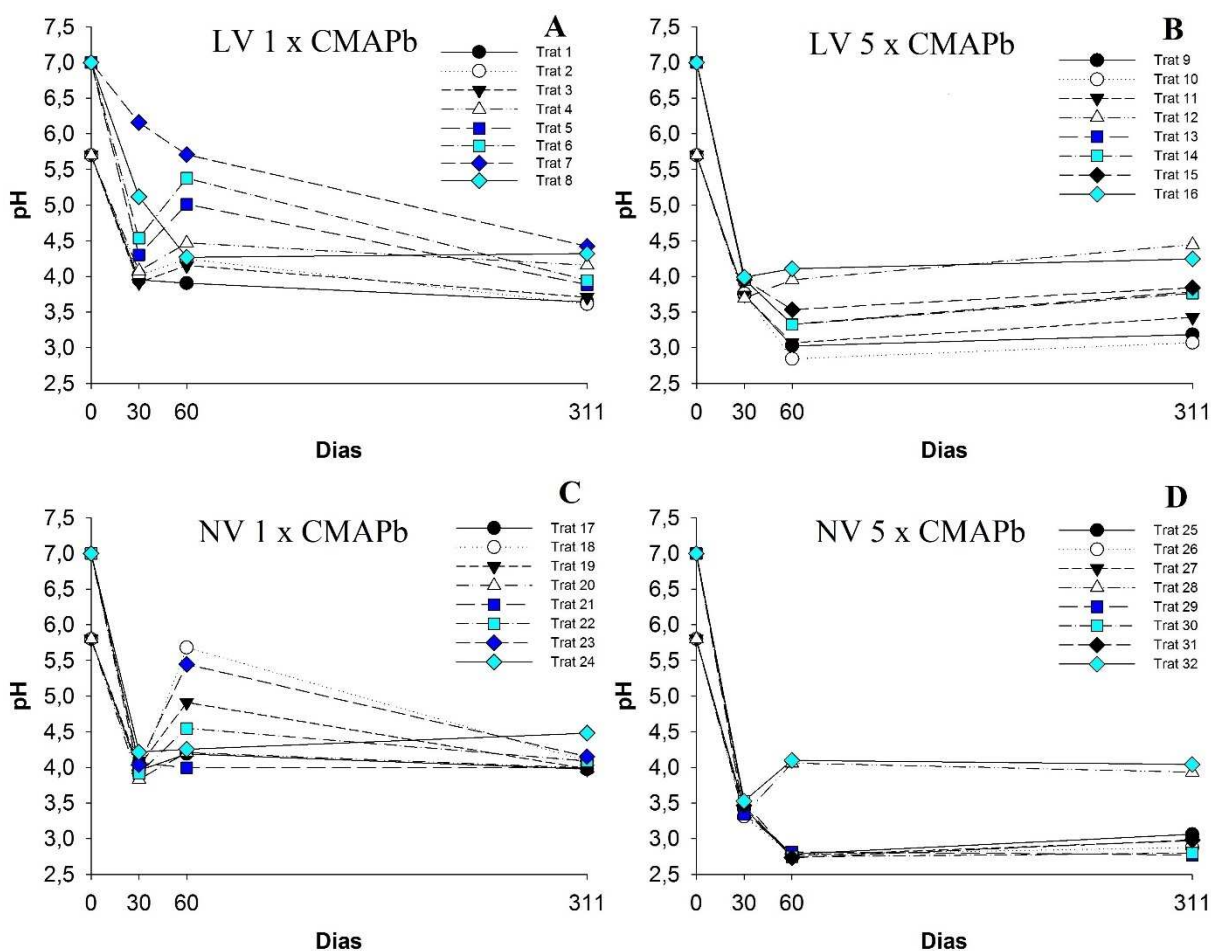 A
LV 1 x CMAPb
7,5
7,0
6,5
6,0
5,5
5,0
4,5
4,0
3,5
3,0
2,5
pH
Trat 1
Trat 2
Trat 3
Trat 4
Trat 5
Trat 6
Trat 7
Trat 8
0 30 60 311
Dias
B
LV 5 x CMAPb
7,5
7,0
6,5
6,0
5,5
5,0
4,5
4,0
3,5
3,0
2,5
pH
Trat 9
Trat 10
Trat 11
Trat 12
Trat 13
Trat 14
Trat 15
Trat 16
0 30 60 311
Dias
C
NV 1 x CMAPb
7,5
7,0
6,5
6,0
5,5
5,0
4,5
4,0
3,5
3,0
2,5
pH
Trat 17
Trat 18
Trat 19
Trat 20
Trat 21
Trat 22
Trat 23
Trat 24
0 30 60 311
Dias
D
NV 5 x CMAPb
7,5
7,0
6,5
6,0
5,5
5,0
4,5
4,0
3,5
3,0
2,5
pH
Trat 25
Trat 26
Trat 27
Trat 28
Trat 29
Trat 30
Trat 31
Trat 32
0 30 60 311
Dias